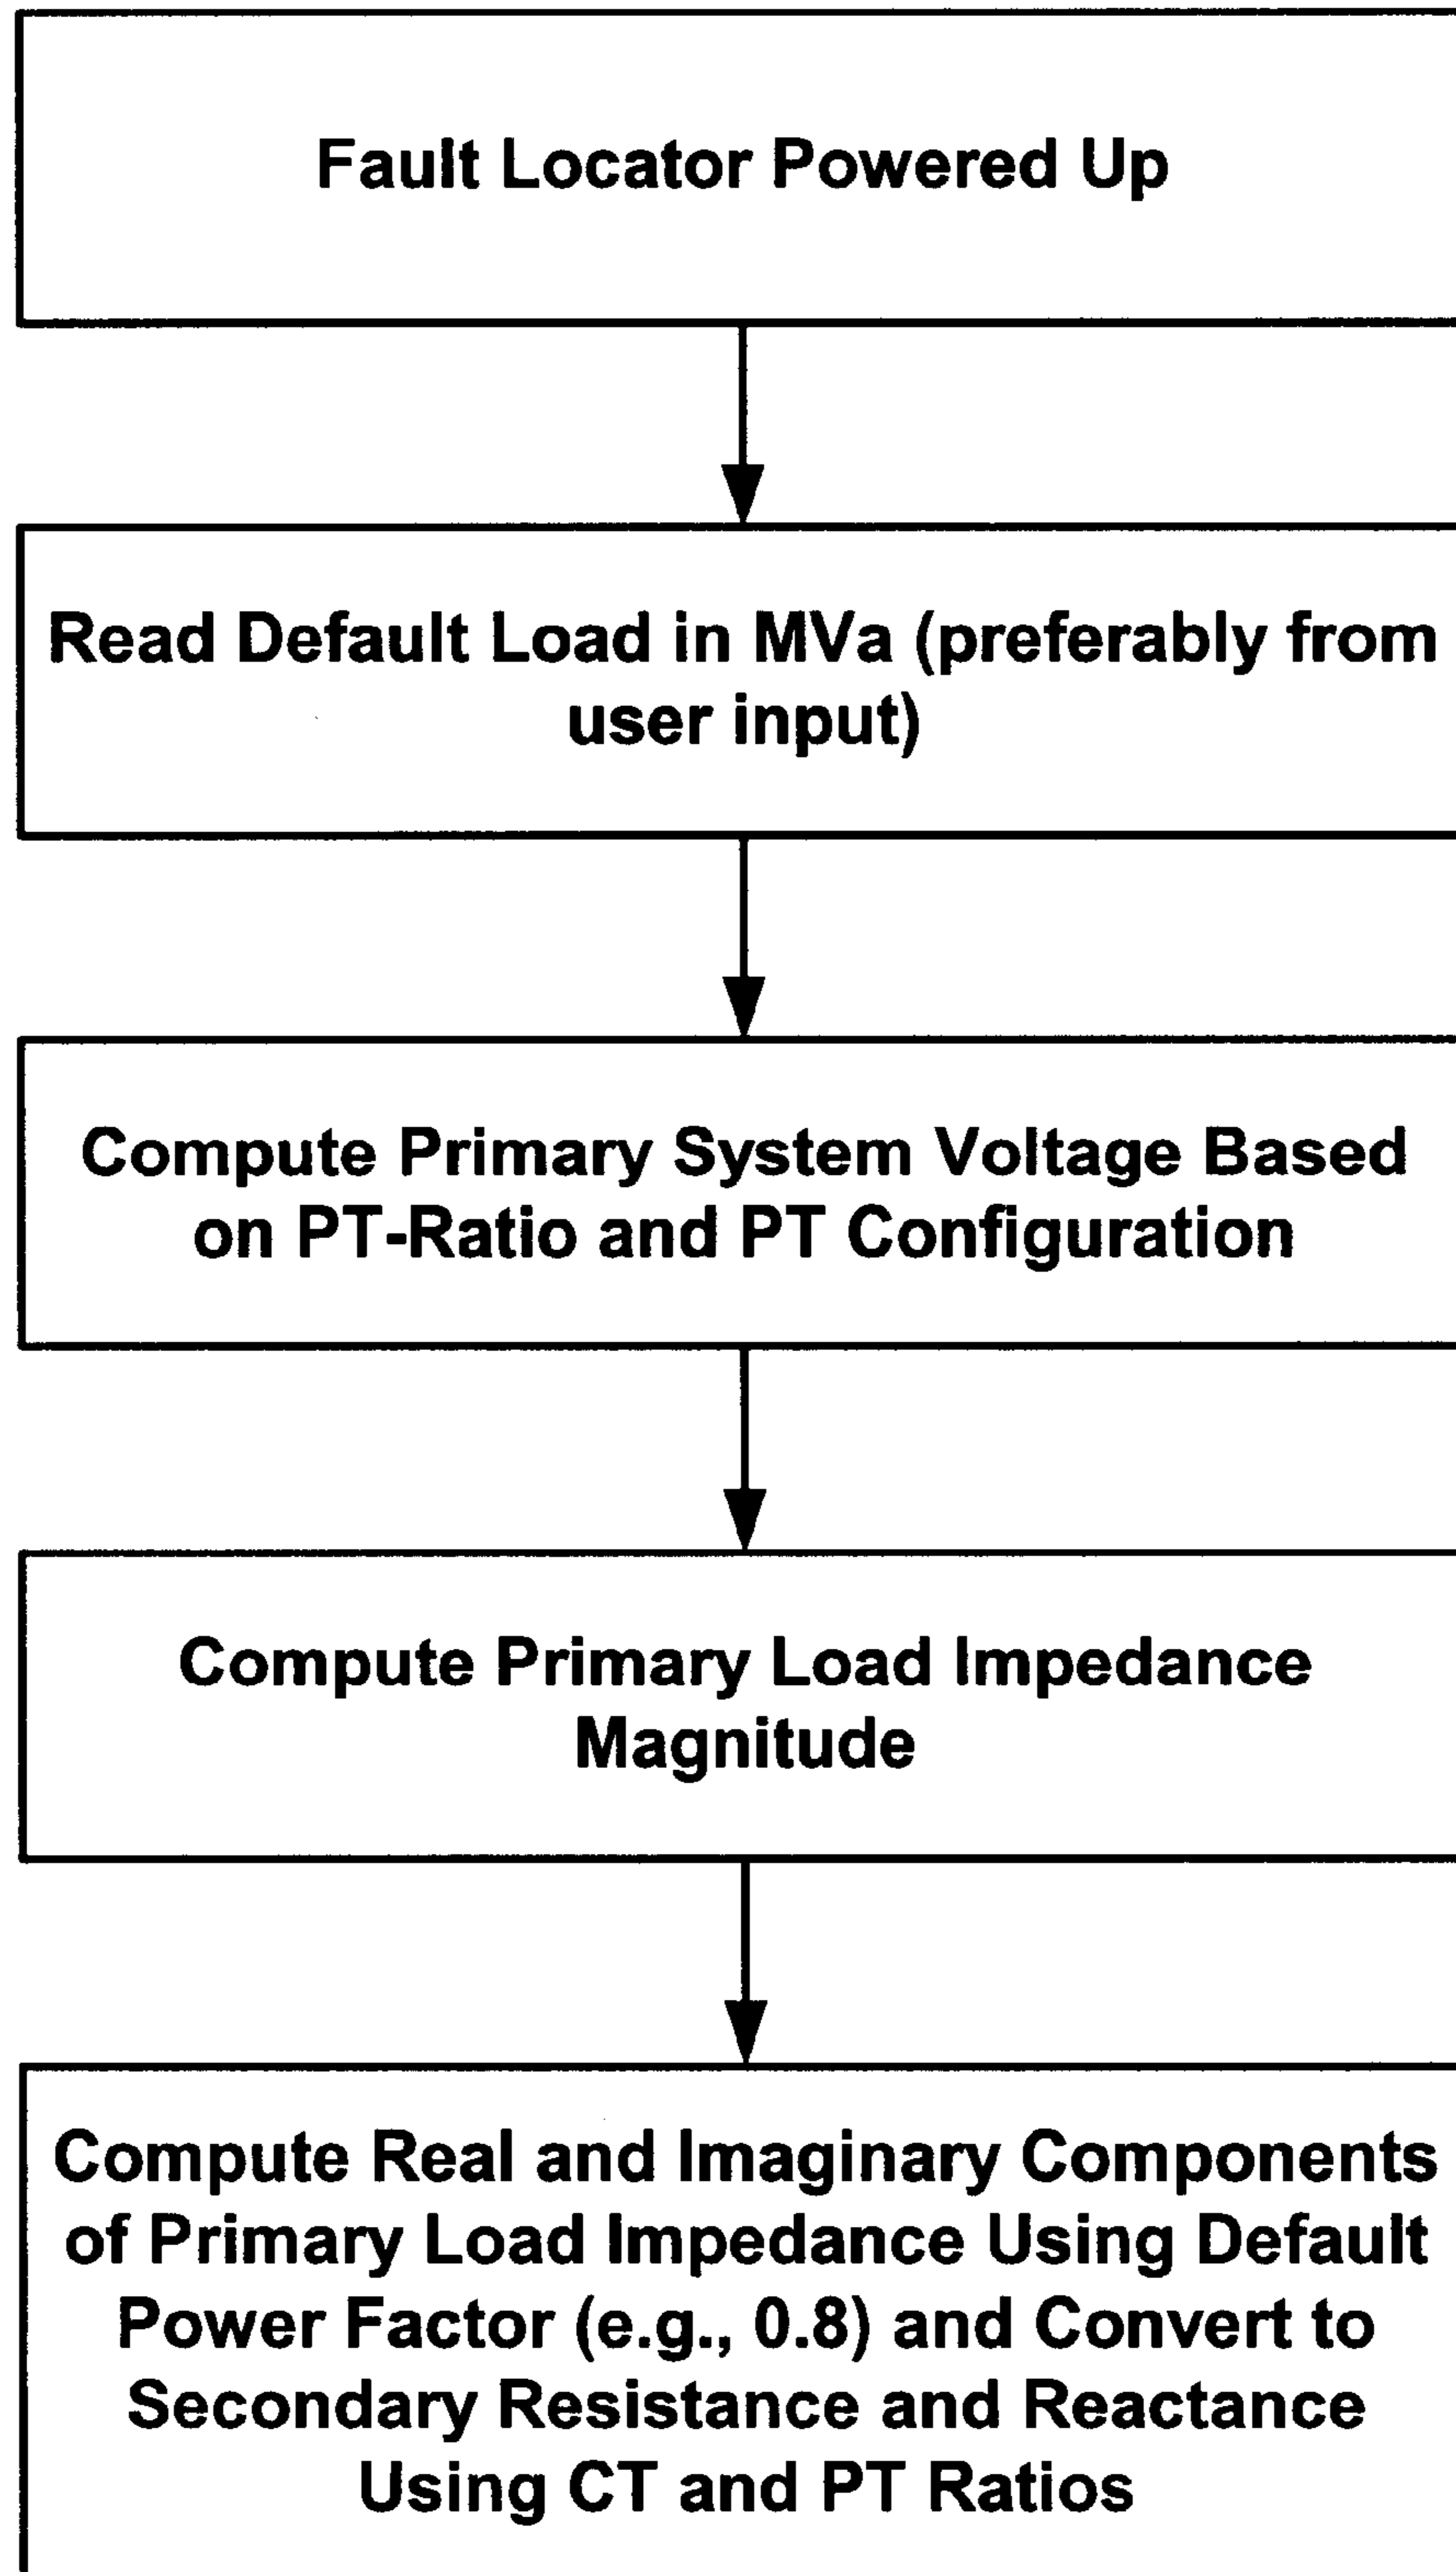 Fault Locator Powered Up
Read Default Load in MVa (preferably from
user input)
Compute Primary System Voltage Based
on PT-Ratio and PT Configuration
Compute Primary Load Impedance
Magnitude
Compute Real and Imaginary Components
of Primary Load Impedance Using Default
Power Factor (e.g., 0.8) and Convert to
Secondary Resistance and Reactance
Using CT and PT Ratios